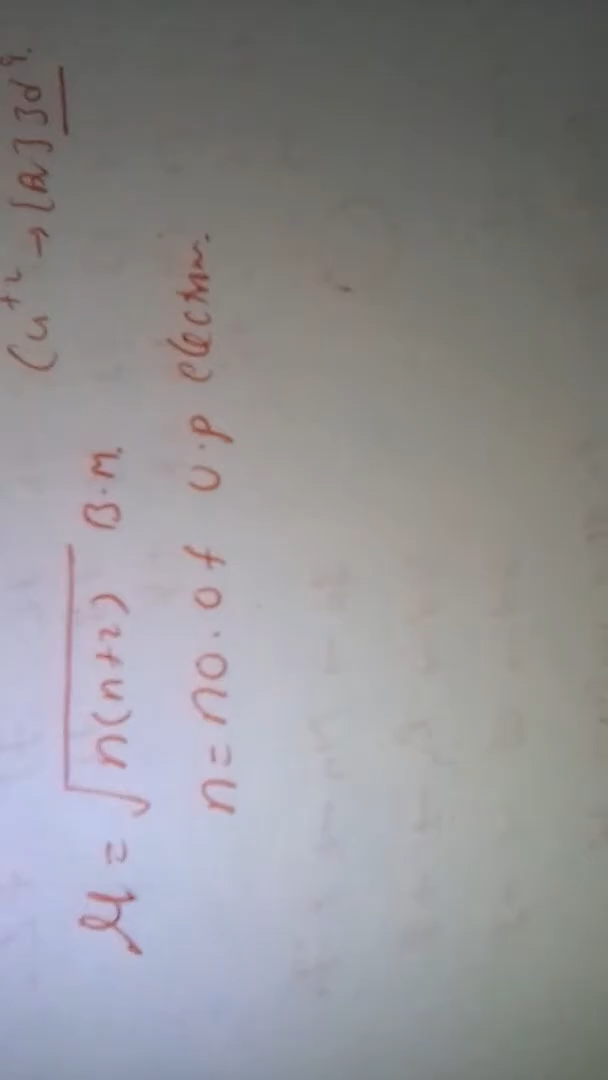 Cu⁺² → [Ar] 3d⁹.
μ = √n(n+2) B.M.
n = no. of U.P electron.